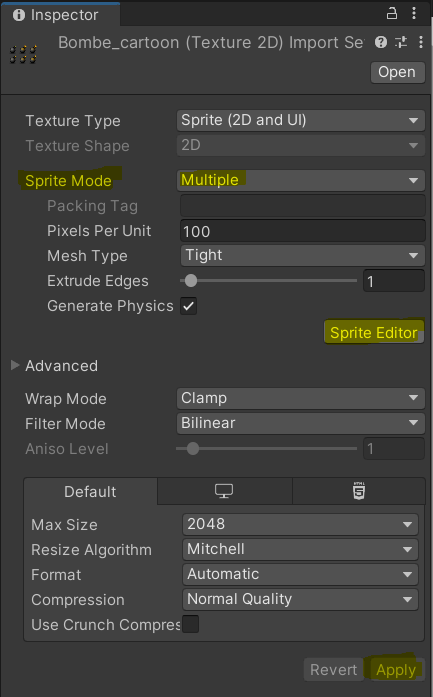 Inspector
Bombe_cartoon (Texture 2D) Import Se
Open
Texture Type Sprite (2D and UI)
Texture Shape 2D
Sprite Mode Multiple
Packing Tag
Pixels Per Unit 100
Mesh Type Tight
Extrude Edges 1
Generate Physics
Sprite Editor
Advanced
Wrap Mode Clamp
Filter Mode Bilinear
Aniso Level 1
Default
Max Size 2048
Resize Algorithm Mitchell
Format Automatic
Compression Normal Quality
Use Crunch Compres
Revert Apply